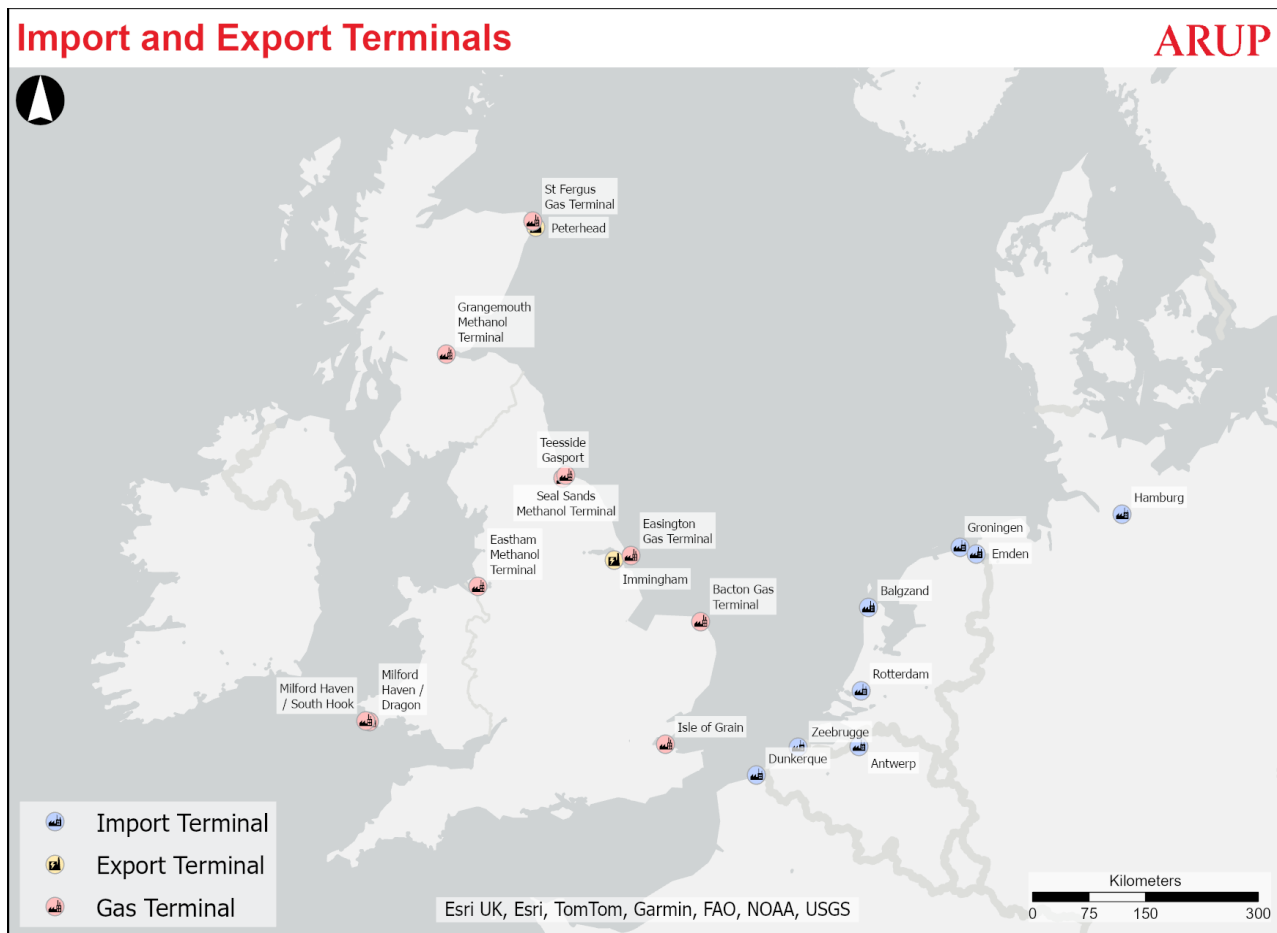 Import and Export Terminals
ARUP
St Fergus
Gas Terminal
Peterhead
Grangemouth
Methanol
Terminal
Teesside
Gasport
Seal Sands
Methanol Terminal
Easington
Gas Terminal
Immingham
Eastham
Methanol
Terminal
Bacton Gas
Terminal
Milford Haven
/ South Hook
Milford
Haven /
Dragon
Isle of Grain
Hamburg
Groningen
Emden
Balgzand
Rotterdam
Zeebrugge
Dunkerque
Antwerp
Import Terminal
Export Terminal
Gas Terminal
Esri UK, Esri, TomTom, Garmin, FAO, NOAA, USGS
Kilometers
0 75 150 300